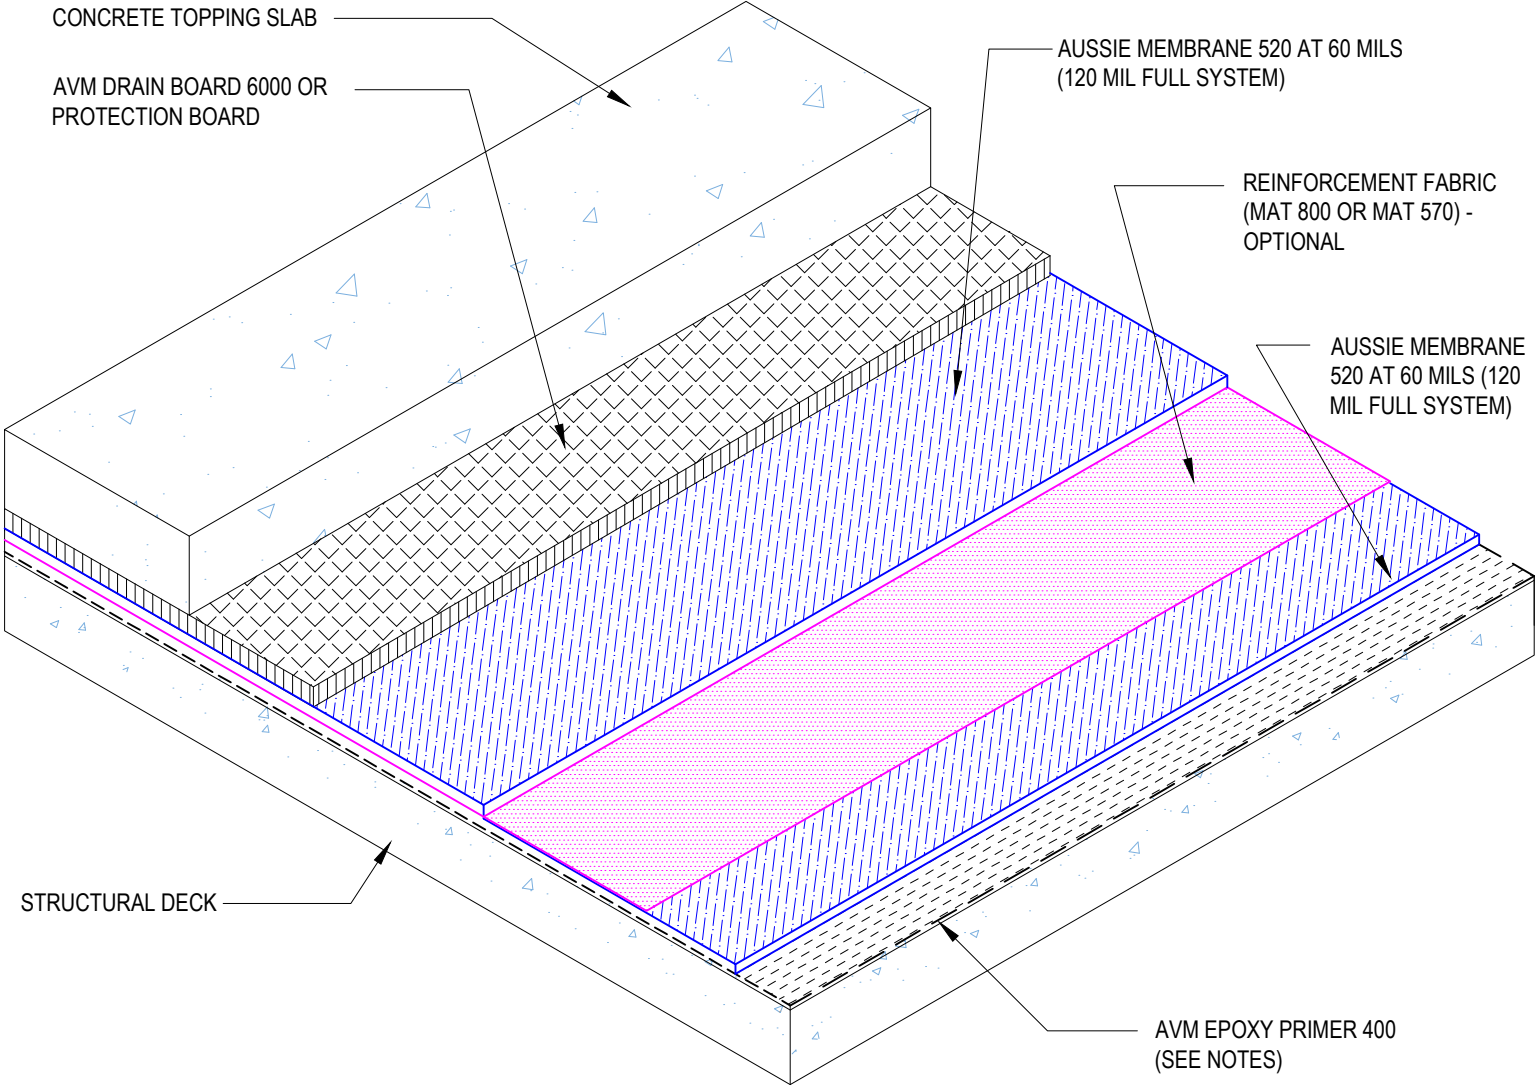 CONCRETE TOPPING SLAB
AVM DRAIN BOARD 6000 OR
PROTECTION BOARD
AUSSIE MEMBRANE 520 AT 60 MILS
(120 MIL FULL SYSTEM)
REINFORCEMENT FABRIC
(MAT 800 OR MAT 570) -
OPTIONAL
AUSSIE MEMBRANE
520 AT 60 MILS (120
MIL FULL SYSTEM)
STRUCTURAL DECK
AVM EPOXY PRIMER 400
(SEE NOTES)